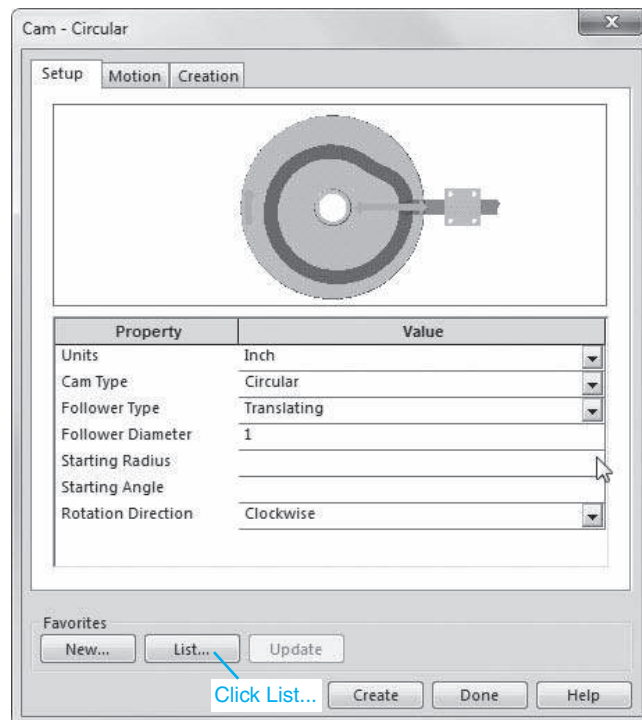 Cam - Circular
Setup Motion Creation
Property Value
Units Inch
Cam Type Circular
Follower Type Translating
Follower Diameter 1
Starting Radius
Starting Angle
Rotation Direction Clockwise
Favorites
New... List... Update
Click List... Create Done Help